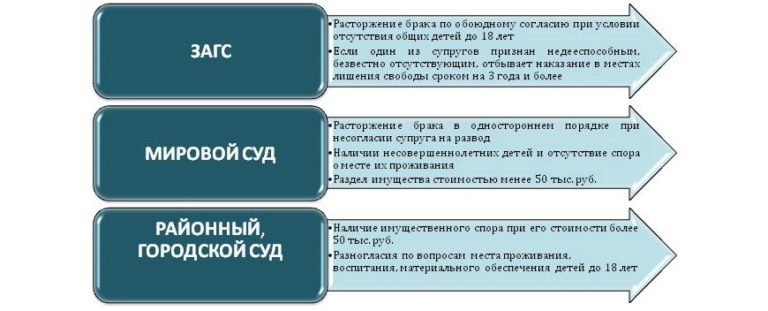 ЗАГС
•Расторжение брака по обоюдному согласию при условии
отсутствия общих детей до 18 лет
•Если один из супругов признан недееспособным,
безвестно отсутствующим, отбывает наказание в местах
лишения свободы сроком на 3 года и более
МИРОВОЙ СУД
•Расторжение брака в одностороннем порядке при
несогласии супруга на развод
•Наличии несовершеннолетних детей и отсутствие спора
о месте их проживания
•Раздел имущества стоимостью менее 50 тыс. руб.
РАЙОННЫЙ,
ГОРОДСКОЙ СУД
•Наличие имущественного спора при его стоимости более
50 тыс. руб.
•Разногласия по вопросам места проживания,
воспитания, материального обеспечения детей до 18 лет